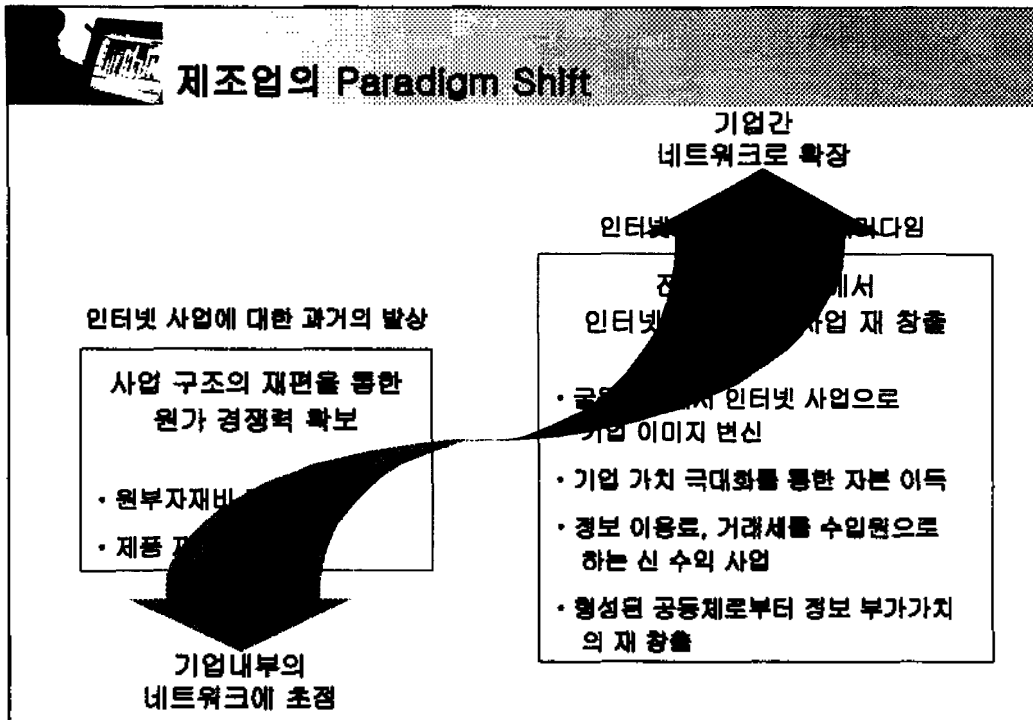 제조업의 Paradigm Shift
기업간
네트워크로 확장
인터넷
인터넷 사업에 대한 과거의 발상
사업 구조의 재편을 통한
원가 경쟁력 확보
• 원부자재비
• 제품
기업내부의
네트워크에 초점
에서
인터넷 사업 재 창출
• 인터넷 사업으로
기업 이미지 변신
• 기업 가치 극대화를 통한 자본 이득
• 정보 이용료, 거래세를 수입원으로
하는 신 수익 사업
• 형성된 공동체로부터 정보 부가가치
의 재 창출